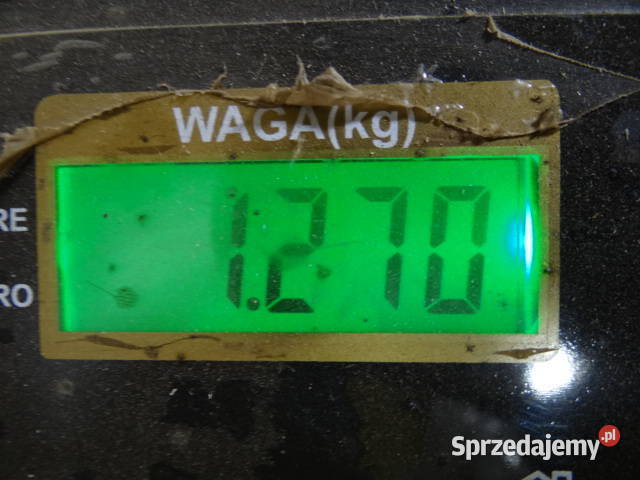 WAGA(kg)
RE
1.270
RO
Sprzedajemy.pl